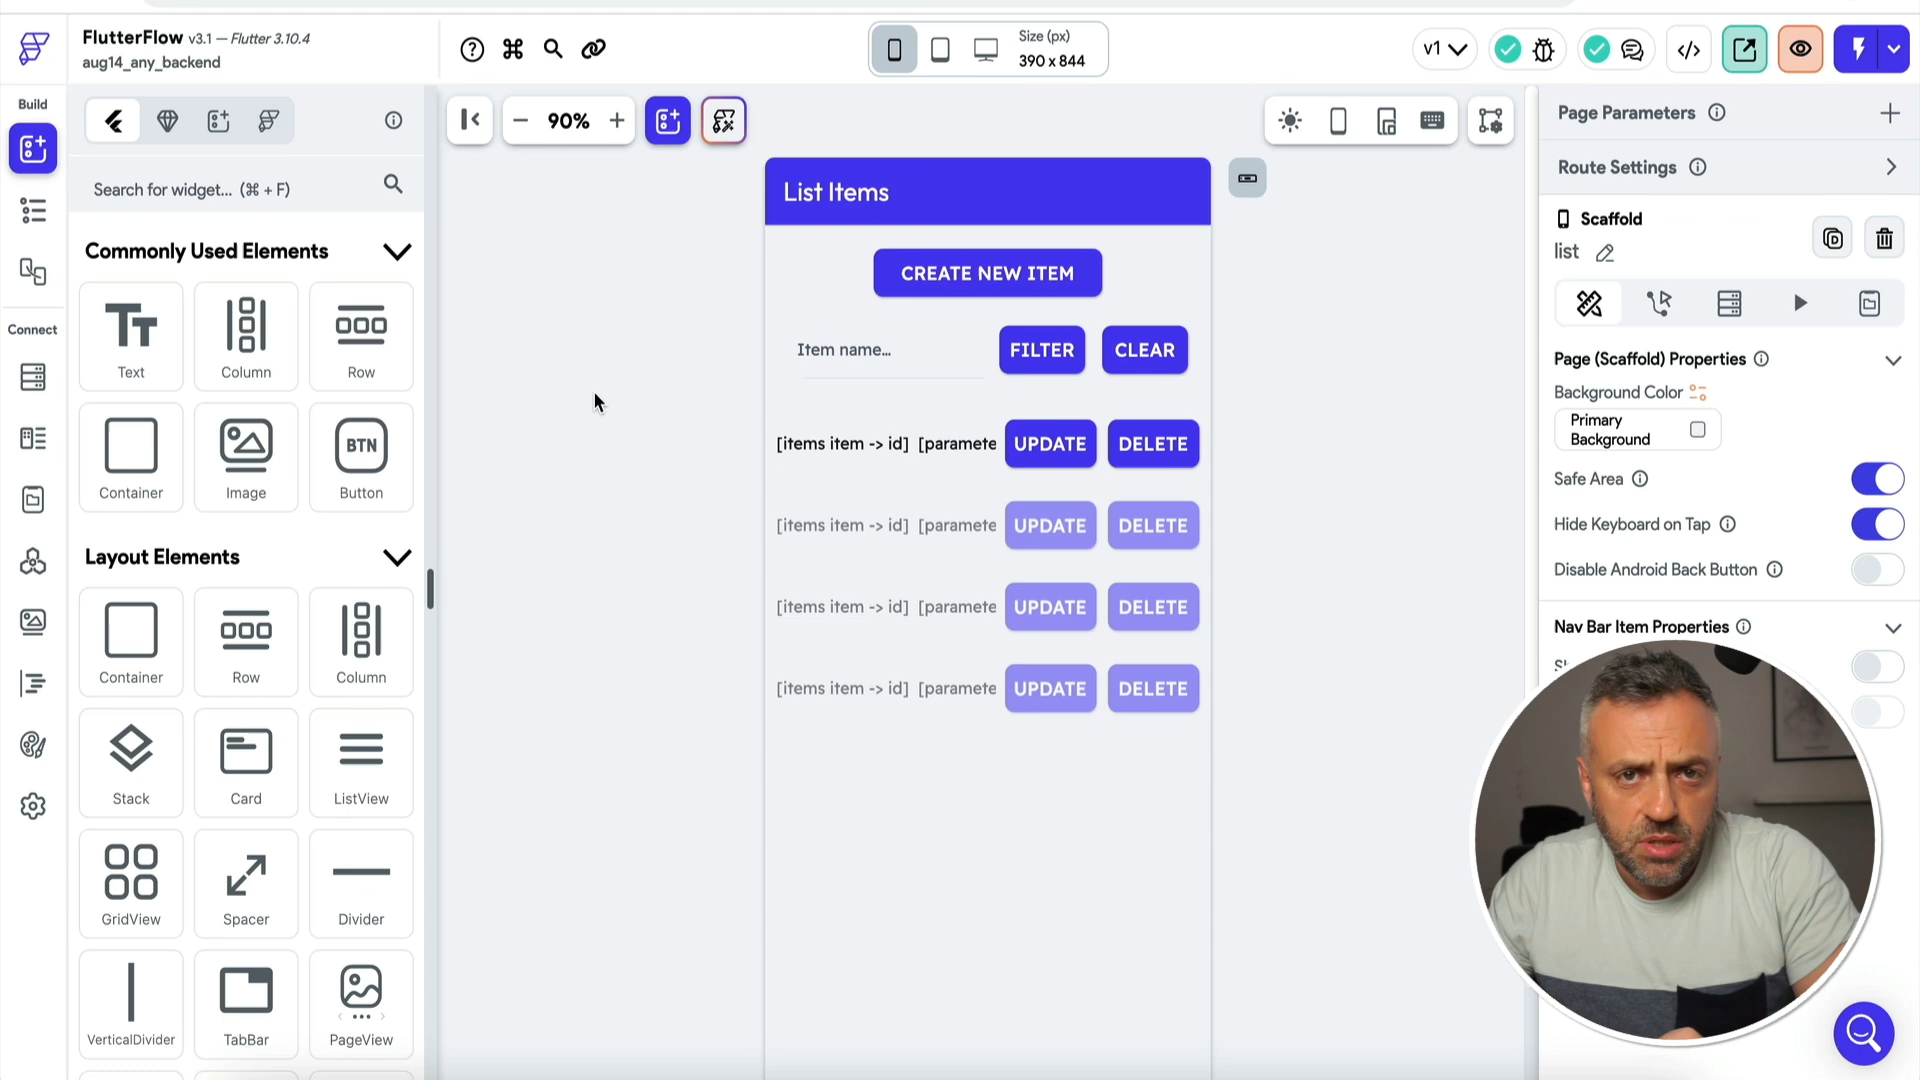 FlutterFlow v3.1 — Flutter 3.10.4
aug14_any_backend
Size (px)
390 x 844
v1
Build
Connect
Search for widget... (⌘ + F)
Commonly Used Elements
Text
Column
Row
Container
Image
BTN
Button
Layout Elements
Container
Row
Column
Stack
Card
ListView
GridView
Spacer
Divider
VerticalDivider
TabBar
PageView
90%
List Items
CREATE NEW ITEM
Item name...
FILTER
CLEAR
[items item -> id] [paramete UPDATE DELETE
[items item -> id] [paramete UPDATE DELETE
[items item -> id] [paramete UPDATE DELETE
[items item -> id] [paramete UPDATE DELETE
Page Parameters
Route Settings
Scaffold
list
Page (Scaffold) Properties
Background Color
Primary
Background
Safe Area
Hide Keyboard on Tap
Disable Android Back Button
Nav Bar Item Properties